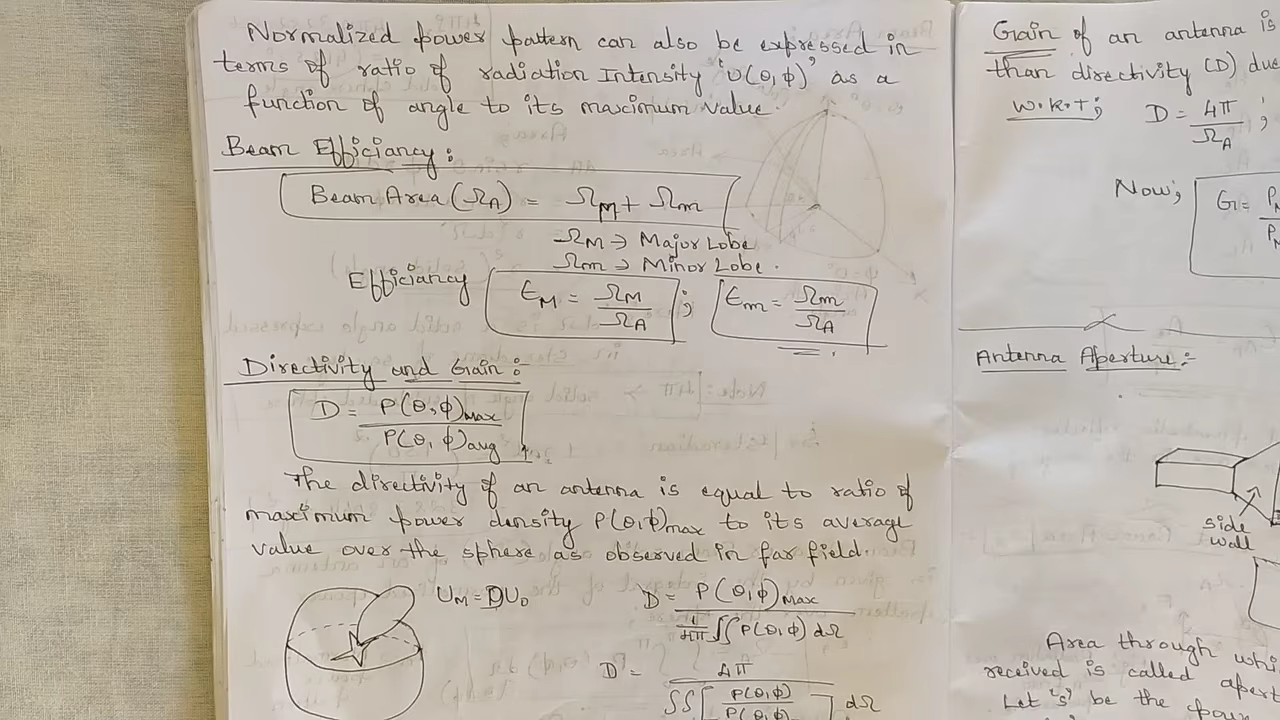 Normalized power pattern can also be expressed in
terms of ratio of radiation Intensity 'U(θ,ϕ)' as a
function of angle to its maximum value.
Beam Efficiancy:
Beam Area (ΩA) = ΩM + Ωm
ΩM → Major Lobe
Ωm → Minor Lobe.
Efficiancy EM = ΩM / ΩA ; Em = Ωm / ΩA
Directivity and Gain:
D = P(θ,ϕ)max / P(θ,ϕ)avg
The directivity of an antenna is equal to ratio of
maximum power density P(θ,ϕ)max to its average
value over the sphere as observed in far field.
UM = DU0
D = P(θ,ϕ)max / 1/4π ∫∫ P(θ,ϕ) dΩ
D = 4π / ∫∫ [P(θ,ϕ) / P(θ,ϕ) ] dΩ
Gain of an antenna is
than directivity (D) due
W.K.T; D = 4π / ΩA ;
Now; G =
Antenna Aperture:-
side
wall
Area through
received is called
Let 's' be the